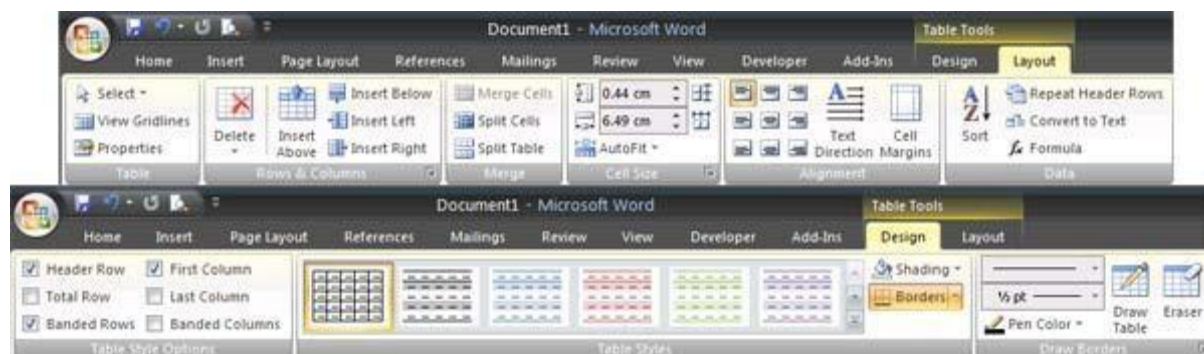 Document1 - Microsoft Word Table Tools
Home Insert Page Layout References Mailings Review View Developer Add-Ins Design Layout
Select Insert Below Merge Cells 0.44 cm Repeat Header Rows
View Gridlines Delete Insert Above Insert Left Split Cells 6.49 cm Text Direction Cell Margins Sort Convert to Text
Properties Insert Right Split Table AutoFit Formula
Table Rows & Columns Merge Cell Size Alignment Data
Document1 - Microsoft Word Table Tools
Home Insert Page Layout References Mailings Review View Developer Add-Ins Design Layout
Header Row First Column Shading
Total Row Last Column Borders ½ pt Draw Table Eraser
Banded Rows Banded Columns Pen Color
Table Style Options Table Styles Draw Borders